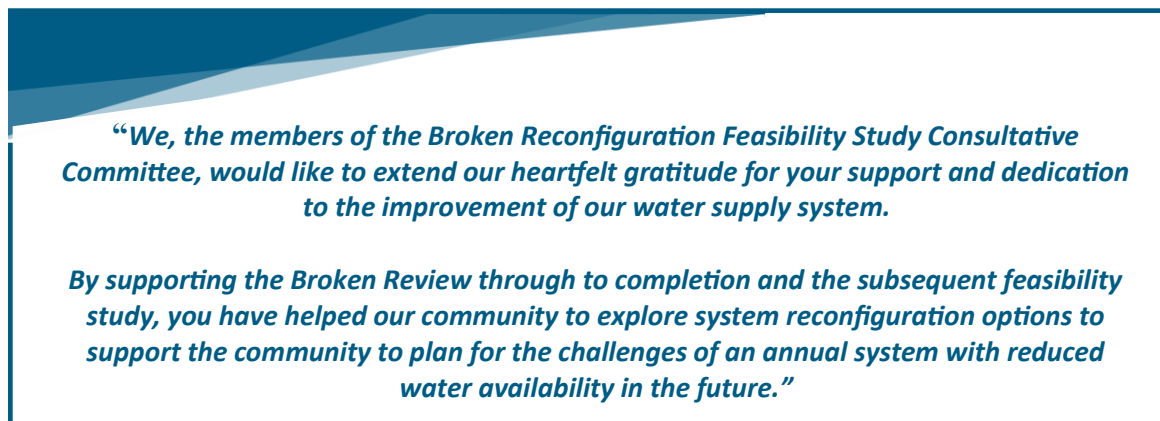 “We, the members of the Broken Reconfiguration Feasibility Study Consultative
Committee, would like to extend our heartfelt gratitude for your support and dedication
to the improvement of our water supply system.
By supporting the Broken Review through to completion and the subsequent feasibility
study, you have helped our community to explore system reconfiguration options to
support the community to plan for the challenges of an annual system with reduced
water availability in the future.”